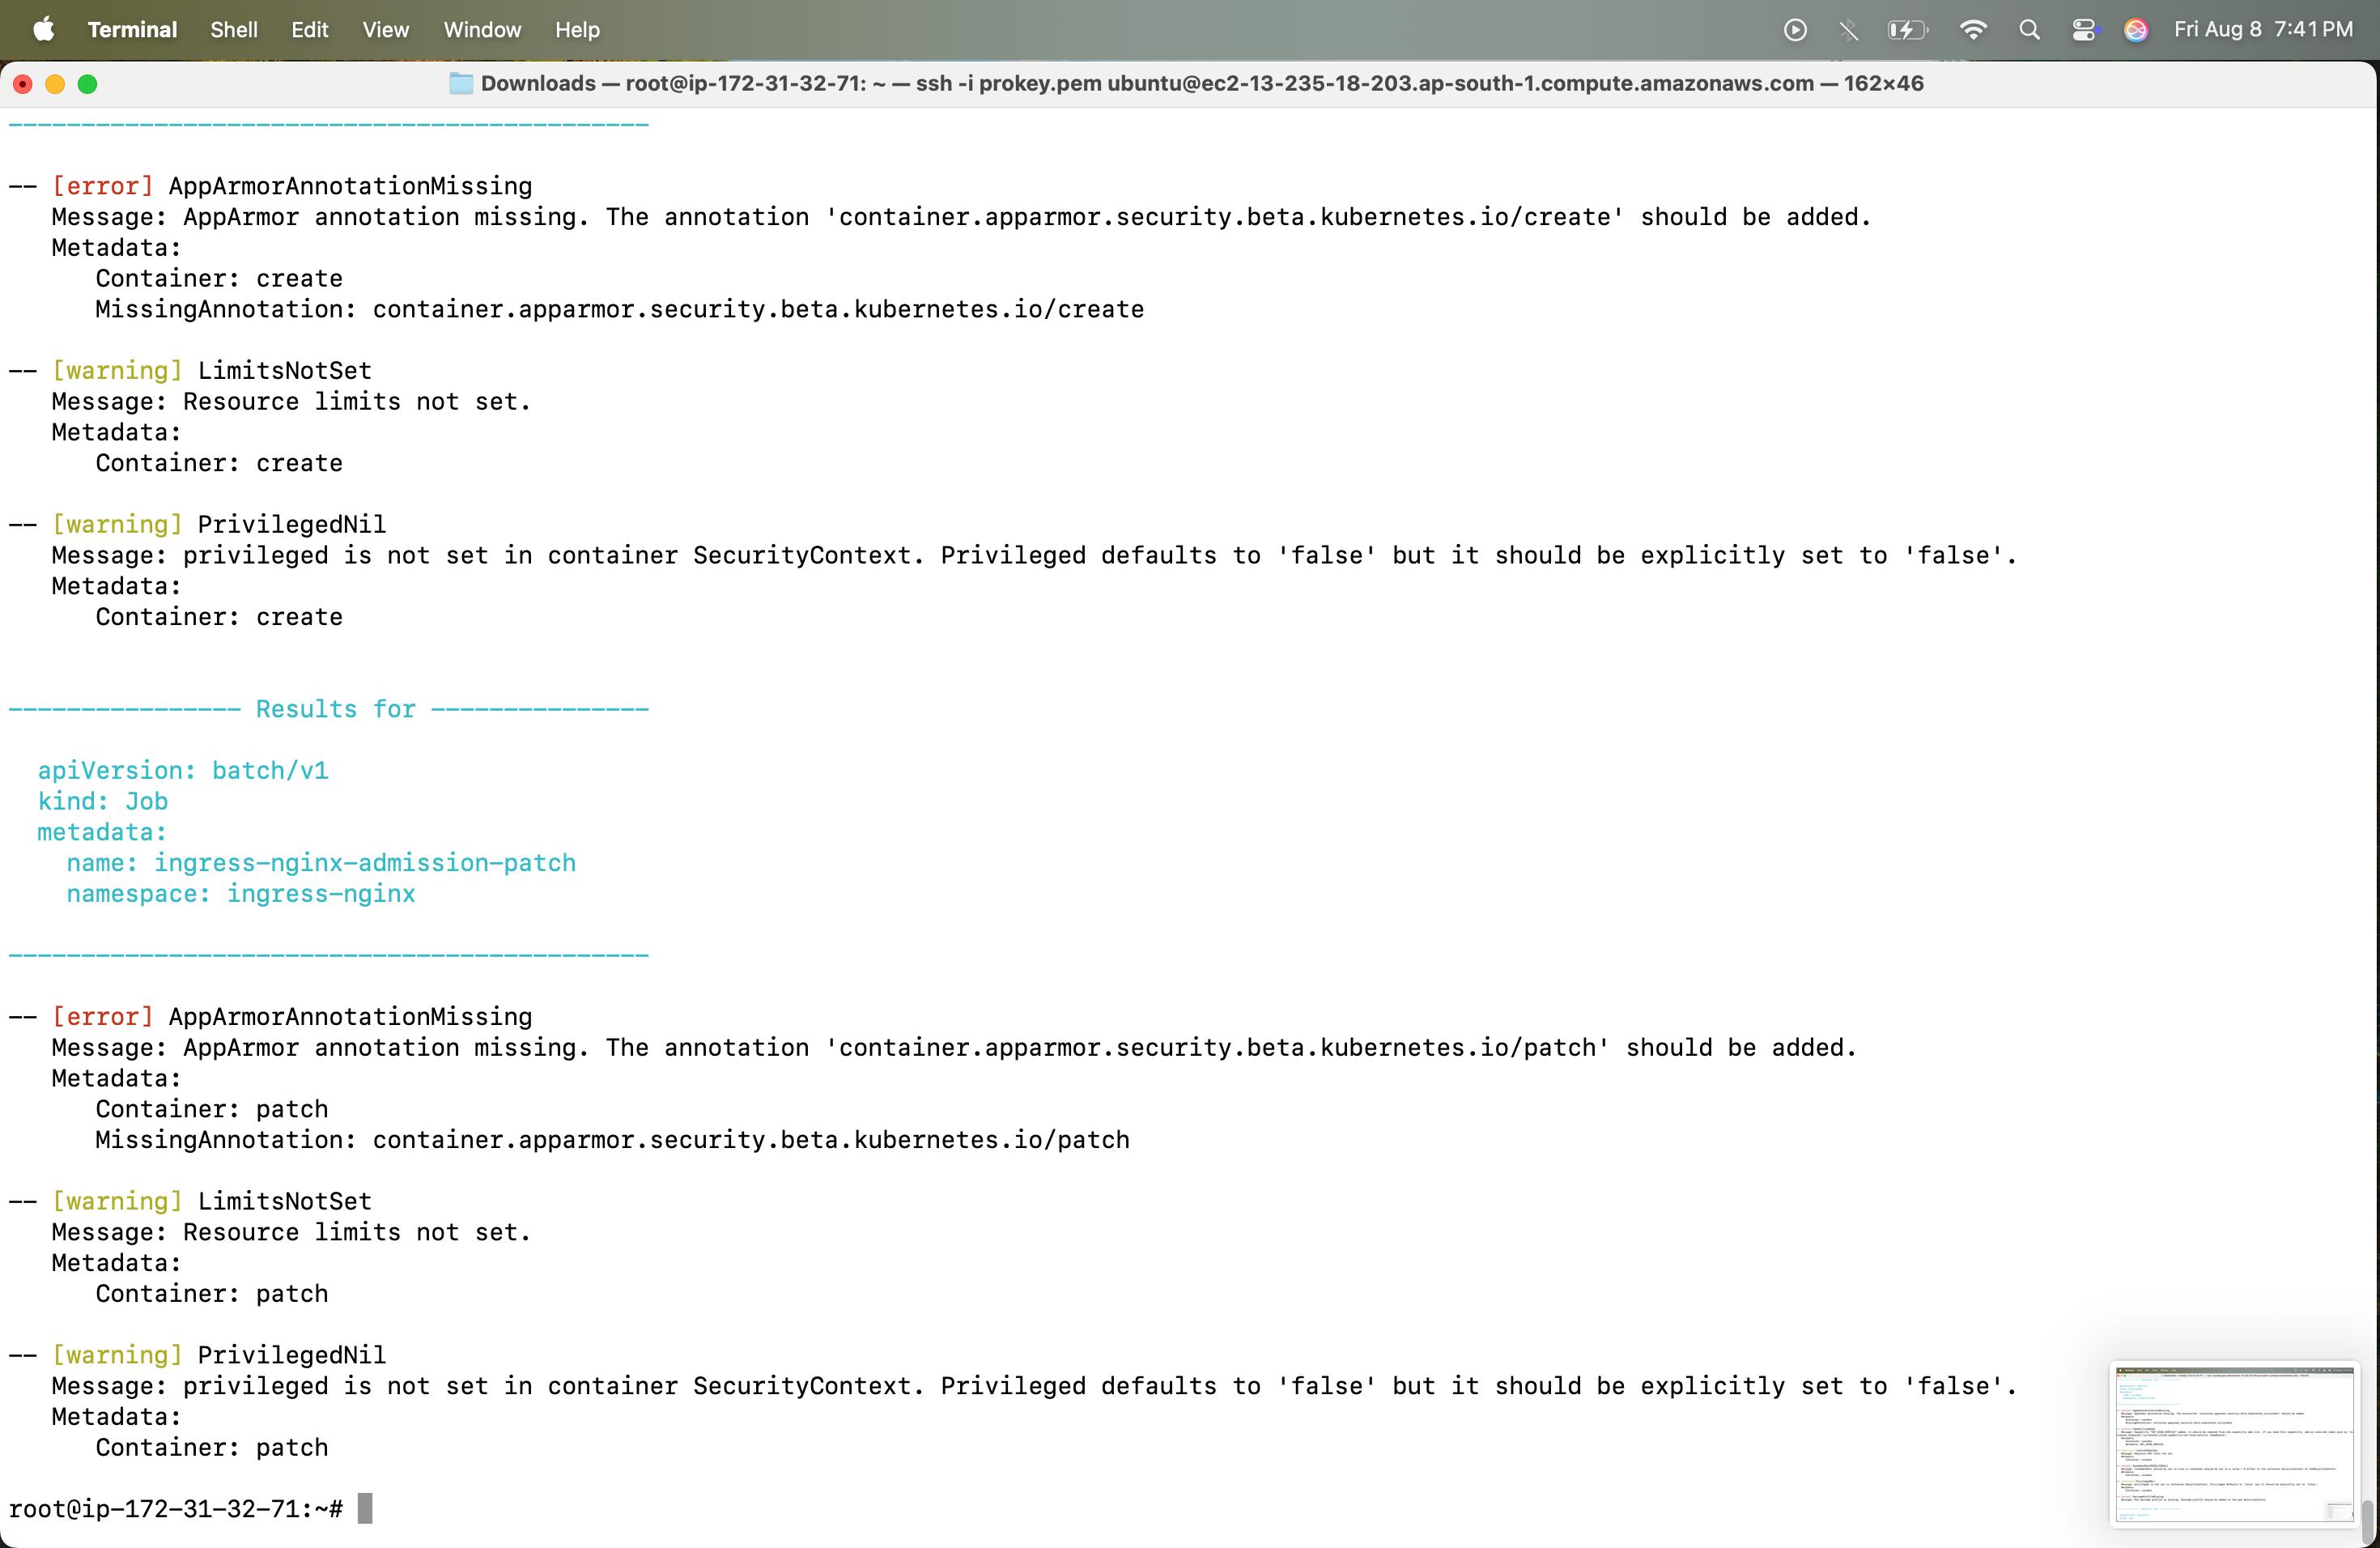 Terminal Shell Edit View Window Help Fri Aug 8 7:41 PM
Downloads — root@ip-172-31-32-71: ~ — ssh -i prokey.pem ubuntu@ec2-13-235-18-203.ap-south-1.compute.amazonaws.com — 162×46
--------------------------------------------
-- [error] AppArmorAnnotationMissing
   Message: AppArmor annotation missing. The annotation 'container.apparmor.security.beta.kubernetes.io/create' should be added.
   Metadata:
      Container: create
      MissingAnnotation: container.apparmor.security.beta.kubernetes.io/create
-- [warning] LimitsNotSet
   Message: Resource limits not set.
   Metadata:
      Container: create
-- [warning] PrivilegedNil
   Message: privileged is not set in container SecurityContext. Privileged defaults to 'false' but it should be explicitly set to 'false'.
   Metadata:
      Container: create
---------------- Results for ---------------
  apiVersion: batch/v1
  kind: Job
  metadata:
    name: ingress-nginx-admission-patch
    namespace: ingress-nginx
--------------------------------------------
-- [error] AppArmorAnnotationMissing
   Message: AppArmor annotation missing. The annotation 'container.apparmor.security.beta.kubernetes.io/patch' should be added.
   Metadata:
      Container: patch
      MissingAnnotation: container.apparmor.security.beta.kubernetes.io/patch
-- [warning] LimitsNotSet
   Message: Resource limits not set.
   Metadata:
      Container: patch
-- [warning] PrivilegedNil
   Message: privileged is not set in container SecurityContext. Privileged defaults to 'false' but it should be explicitly set to 'false'.
   Metadata:
      Container: patch
root@ip-172-31-32-71:~#